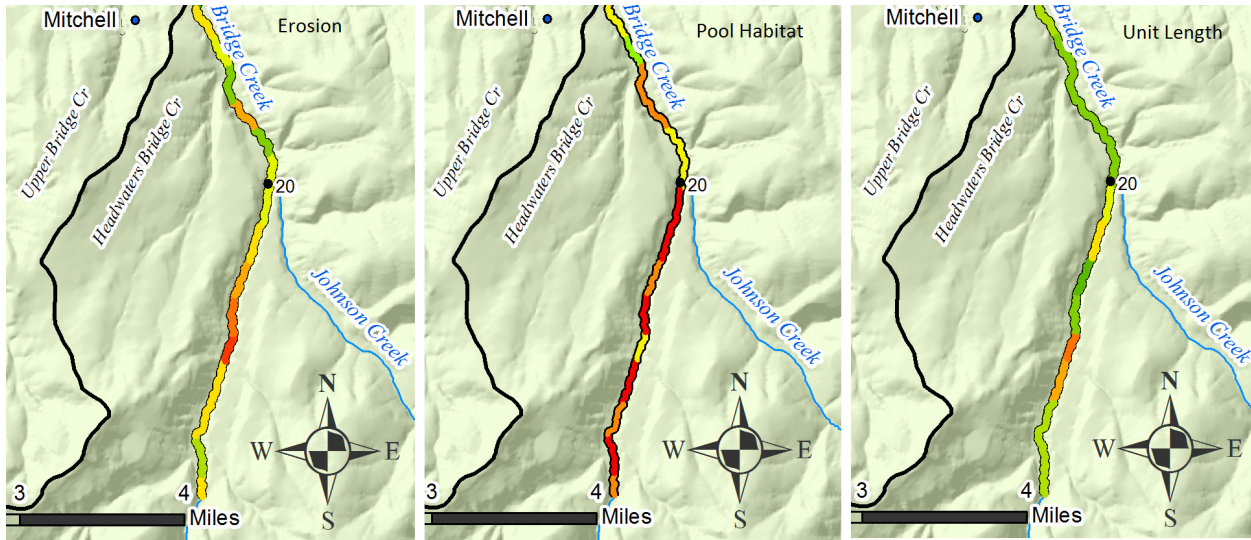 Mitchell
Erosion
Bridge Creek
Upper Bridge Cr
Headwaters Bridge Cr
20
Johnson Creek
N
W
E
S
3
4
Miles
Mitchell
Pool Habitat
Bridge Creek
Upper Bridge Cr
Headwaters Bridge Cr
20
Johnson Creek
N
W
E
S
3
4
Miles
Mitchell
Unit Length
Bridge Creek
Upper Bridge Cr
Headwaters Bridge Cr
20
Johnson Creek
N
W
E
S
3
4
Miles